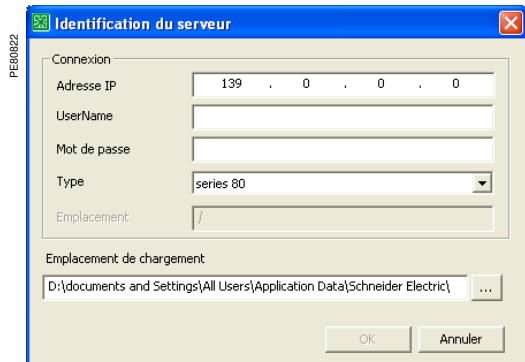 PE80822
Identification du serveur
Connexion
Adresse IP 139 . 0 . 0 . 0
UserName
Mot de passe
Type series 80
Emplacement /
Emplacement de chargement
D:\documents and Settings\All Users\Application Data\Schneider Electric\ ...
OK Annuler